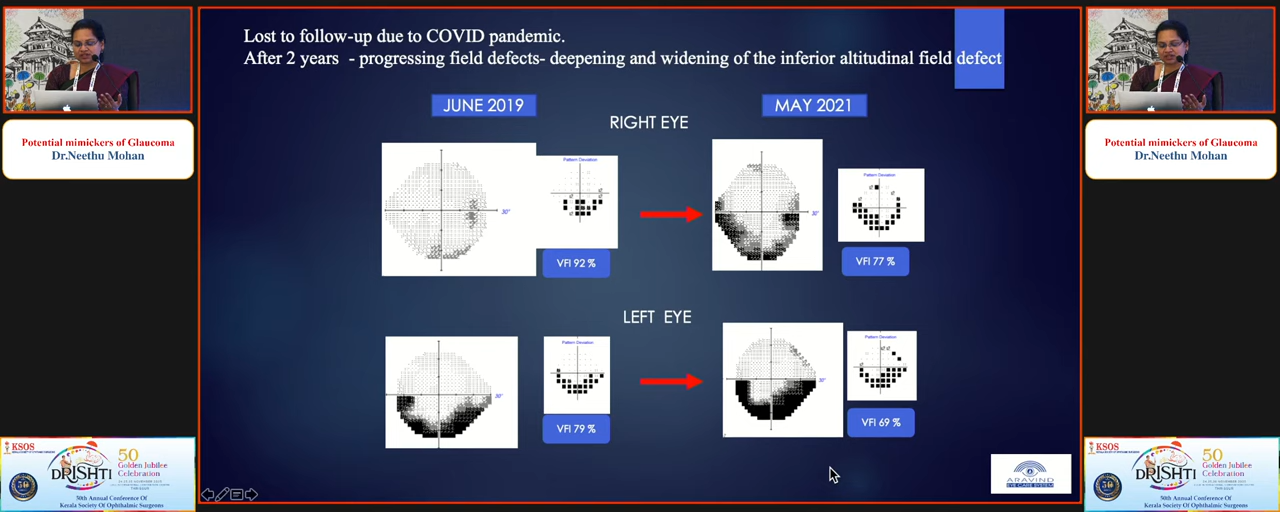 Lost to follow-up due to COVID pandemic.
After 2 years - progressing field defects- deepening and widening of the inferior altitudinal field defect
JUNE 2019
MAY 2021
RIGHT EYE
Pattern Deviation
30°
VFI 92 %
Pattern Deviation
30°
VFI 77 %
LEFT EYE
Pattern Deviation
30°
VFI 79 %
Pattern Deviation
30°
VFI 69 %
ARAVIND
EYE CARE SYSTEM
Potential mimickers of Glaucoma
Dr.Neethu Mohan
Potential mimickers of Glaucoma
Dr.Neethu Mohan
KSOS
DRISHTI
50
Golden Jubilee
Celebration
50th Annual Conference Of
Kerala Society Of Ophthalmic Surgeons
KSOS
DRISHTI
50
Golden Jubilee
Celebration
50th Annual Conference Of
Kerala Society Of Ophthalmic Surgeons